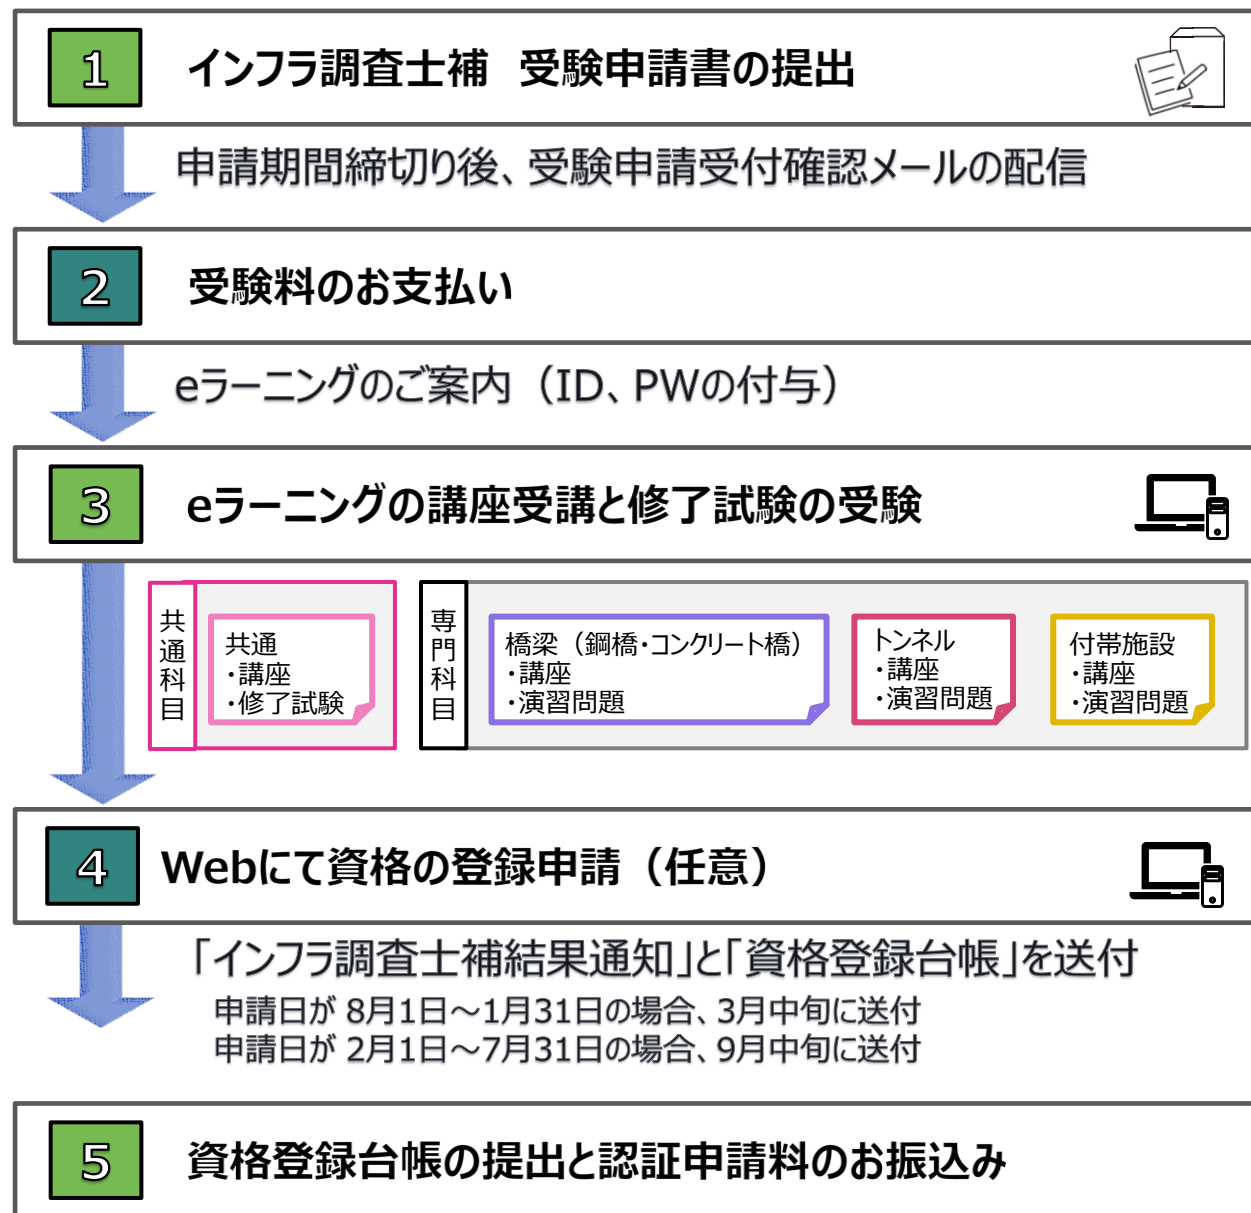 1
インフラ調査士補 受験申請書の提出
申請期間締切り後、受験申請受付確認メールの配信
2
受験料のお支払い
eラーニングのご案内（ID、PWの付与）
3
eラーニングの講座受講と修了試験の受験
共通科目
共通
・講座
・修了試験
専門科目
橋梁（鋼橋・コンクリート橋）
・講座
・演習問題
トンネル
・講座
・演習問題
付帯施設
・講座
・演習問題
4
Webにて資格の登録申請（任意）
「インフラ調査士補結果通知」と「資格登録台帳」を送付
申請日が 8月1日～1月31日の場合、3月中旬に送付
申請日が 2月1日～7月31日の場合、9月中旬に送付
5
資格登録台帳の提出と認証申請料のお振込み